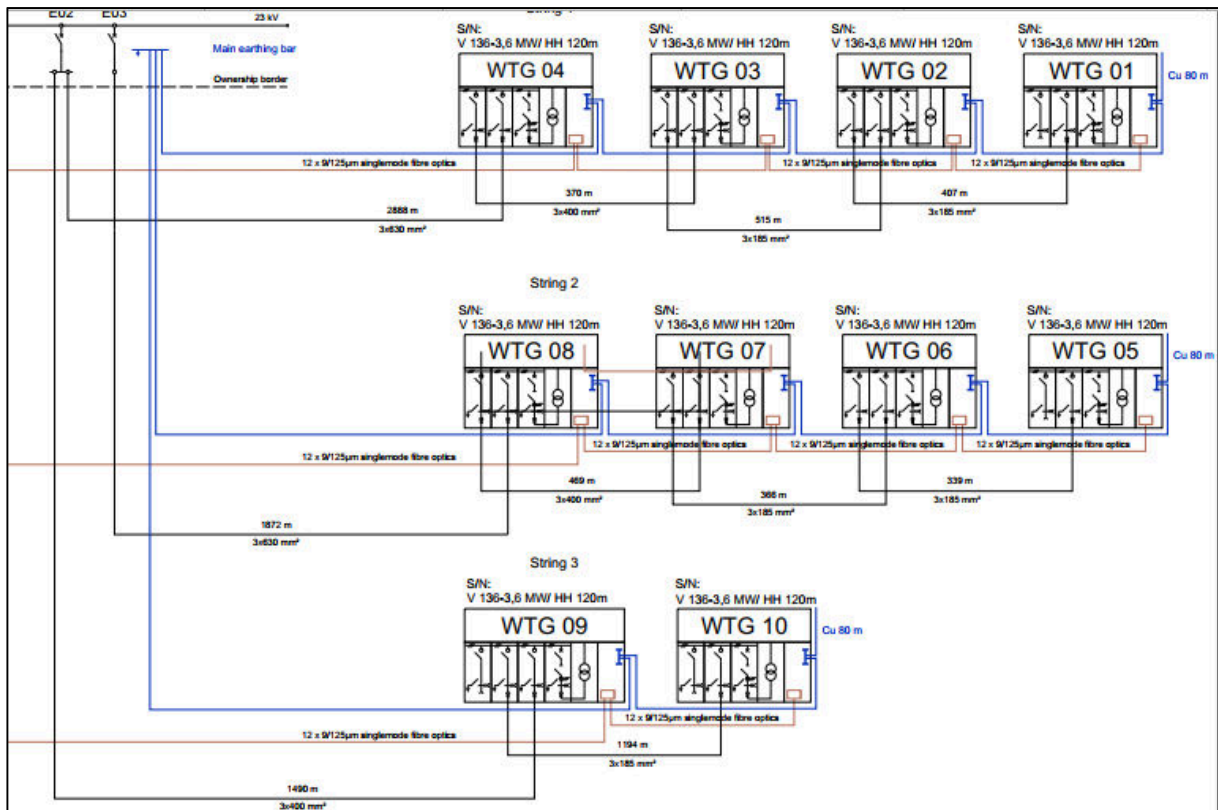 E02 E03
23 kV
String 1
Main earthing bar
Ownership border
S/N: S/N: S/N: S/N:
V 136-3,6 MW/ HH 120m V 136-3,6 MW/ HH 120m V 136-3,6 MW/ HH 120m V 136-3,6 MW/ HH 120m
WTG 04 WTG 03 WTG 02 WTG 01
Cu 80 m
12 x 9/125µm singlemode fibre optics 12 x 9/125µm singlemode fibre optics 12 x 9/125µm singlemode fibre optics
370 m 407 m
3x400 mm² 3x185 mm²
2888 m 515 m
3x630 mm² 3x185 mm²
String 2
S/N: S/N: S/N: S/N:
V 136-3,6 MW/ HH 120m V 136-3,6 MW/ HH 120m V 136-3,6 MW/ HH 120m V 136-3,6 MW/ HH 120m
WTG 08 WTG 07 WTG 06 WTG 05
Cu 80 m
12 x 9/125µm singlemode fibre optics 12 x 9/125µm singlemode fibre optics 12 x 9/125µm singlemode fibre optics
12 x 9/125µm singlemode fibre optics
469 m 339 m
3x400 mm² 3x185 mm²
366 m
3x185 mm²
1872 m
3x630 mm²
String 3
S/N: S/N:
V 136-3,6 MW/ HH 120m V 136-3,6 MW/ HH 120m
WTG 09 WTG 10
Cu 80 m
12 x 9/125µm singlemode fibre optics
12 x 9/125µm singlemode fibre optics
1194 m
3x185 mm²
1490 m
3x400 mm²